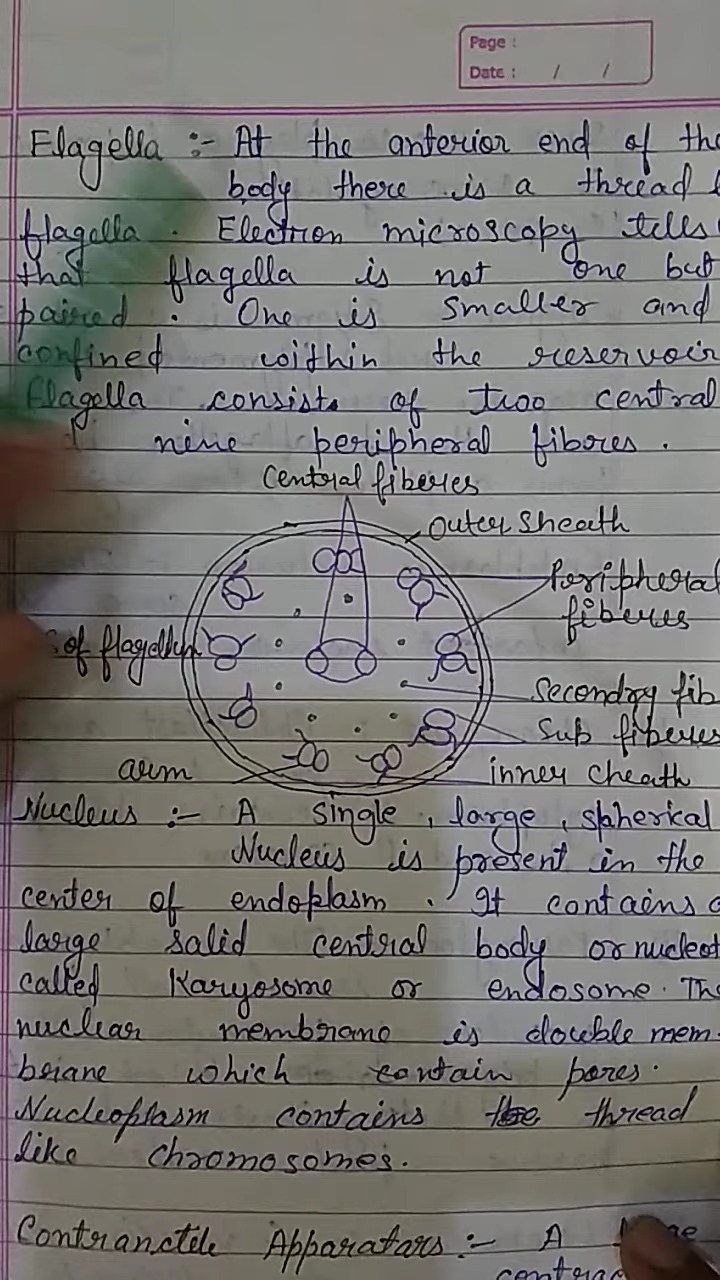 Page :
Date : / /
Flagella :- At the anterior end of the
body there is a thread
flagella . Electron microscopy tells
that flagella is not one but
paired . One is smaller and
confined woithin the reservoir
Flagella consists of two central
nine peripheral fibores .
Central fiberes
outer sheath
Peripheral
fiberes
of flagellum
Secondry fib
Sub fiberes
arm
inner cheath
Nucleus :- A single , large , spherical
Nucleus is present in the
center of endoplasm . It contains
large salid central body or nucleo
called Karyosome or endosome . The
nuclear membrane is double mem-
brane which contain pores .
Nucleoplasm contains thread
like chromosomes .
Contranctile Apparatars :- A